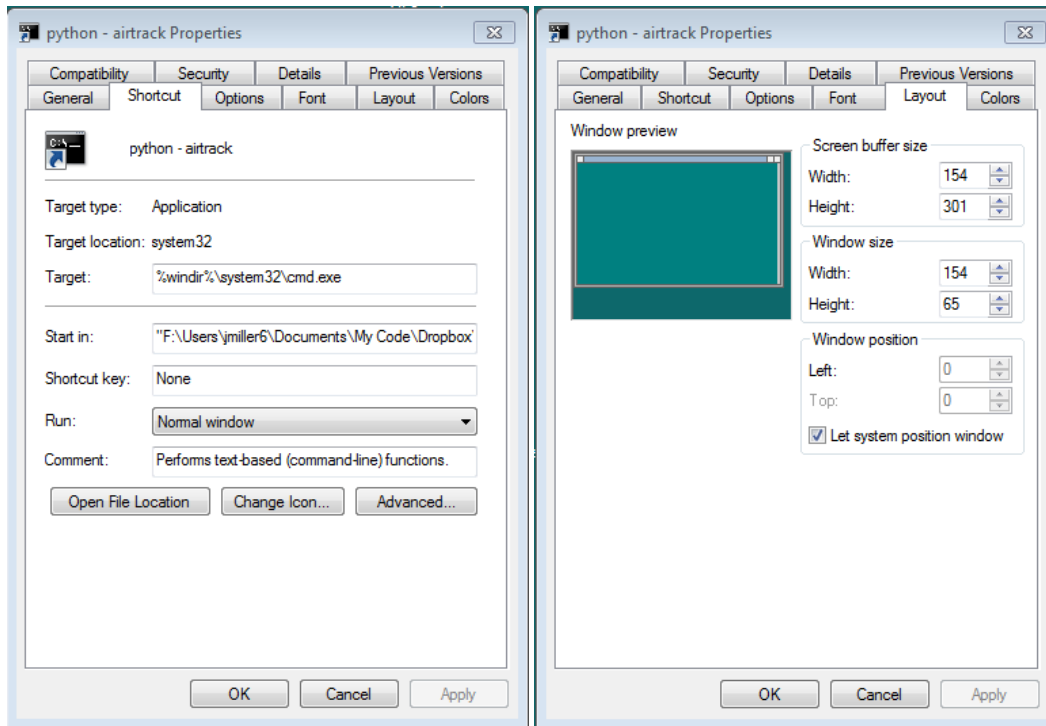 python - airtrack Properties
Compatibility Security Details Previous Versions
General Shortcut Options Font Layout Colors
C:\
python - airtrack
Target type: Application
Target location: system32
Target: %windir%\system32\cmd.exe
Start in: "F:\Users\jmiller6\Documents\My Code\Dropbox
Shortcut key: None
Run: Normal window
Comment: Performs text-based (command-line) functions.
Open File Location Change Icon... Advanced...
OK Cancel Apply
python - airtrack Properties
Compatibility Security Details Previous Versions
General Shortcut Options Font Layout Colors
Window preview
Screen buffer size
Width: 154
Height: 301
Window size
Width: 154
Height: 65
Window position
Left: 0
Top: 0
Let system position window
OK Cancel Apply